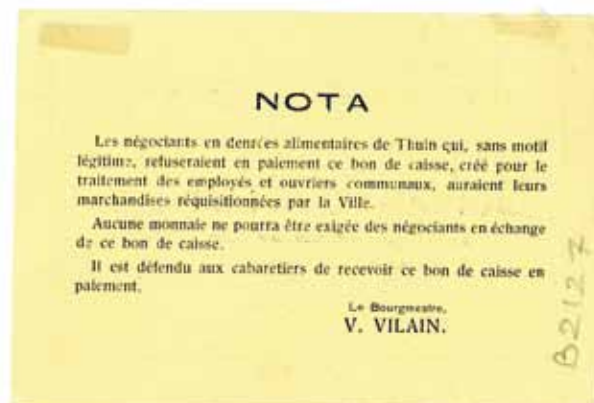 NOTA
Les négociants en denrées alimentaires de Thuin qui, sans motif
légitime, refuseraient en paiement ce bon de caisse, créé pour le
traitement des employés et ouvriers communaux, auraient leurs
marchandises réquisitionnées par la Ville.
Aucune monnaie ne pourra être exigée des négociants en échange
de ce bon de caisse.
Il est défendu aux cabaretiers de recevoir ce bon de caisse en
paiement.
Le Bourgmestre,
V. VILAIN.
B2127